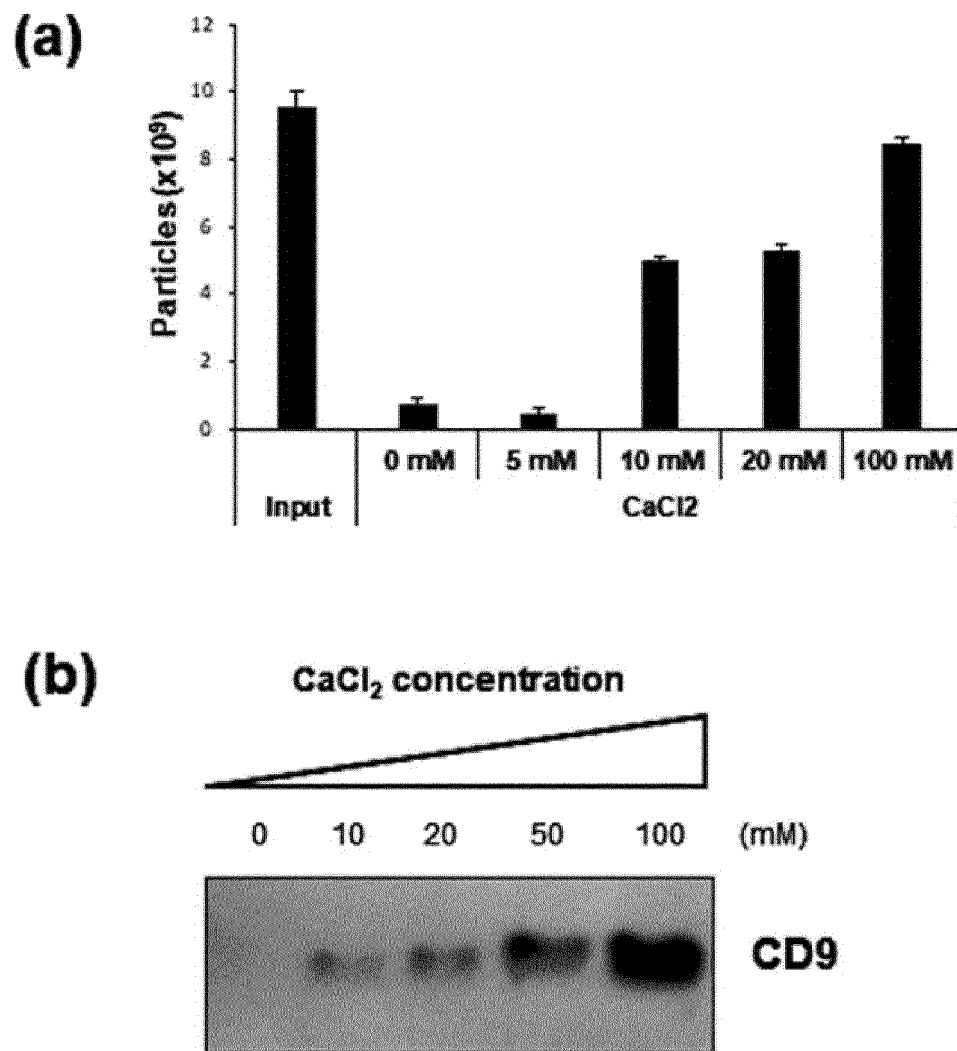 (a)
Particles(x10⁹)
12
10
8
6
4
2
0
0 mM 5 mM 10 mM 20 mM 100 mM
Input CaCl2
(b)
CaCl₂ concentration
0 10 20 50 100 (mM)
CD9